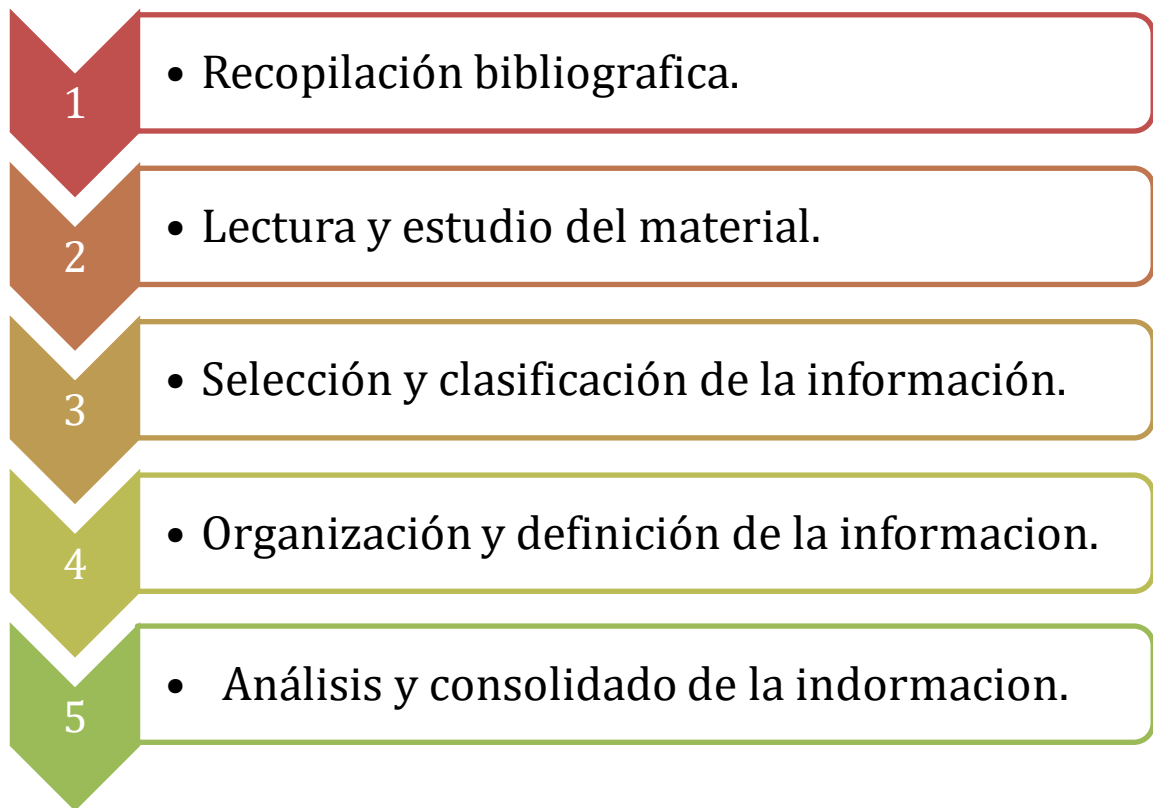 1
• Recopilación bibliografica.
2
• Lectura y estudio del material.
3
• Selección y clasificación de la información.
4
• Organización y definición de la informacion.
5
• Análisis y consolidado de la indormacion.